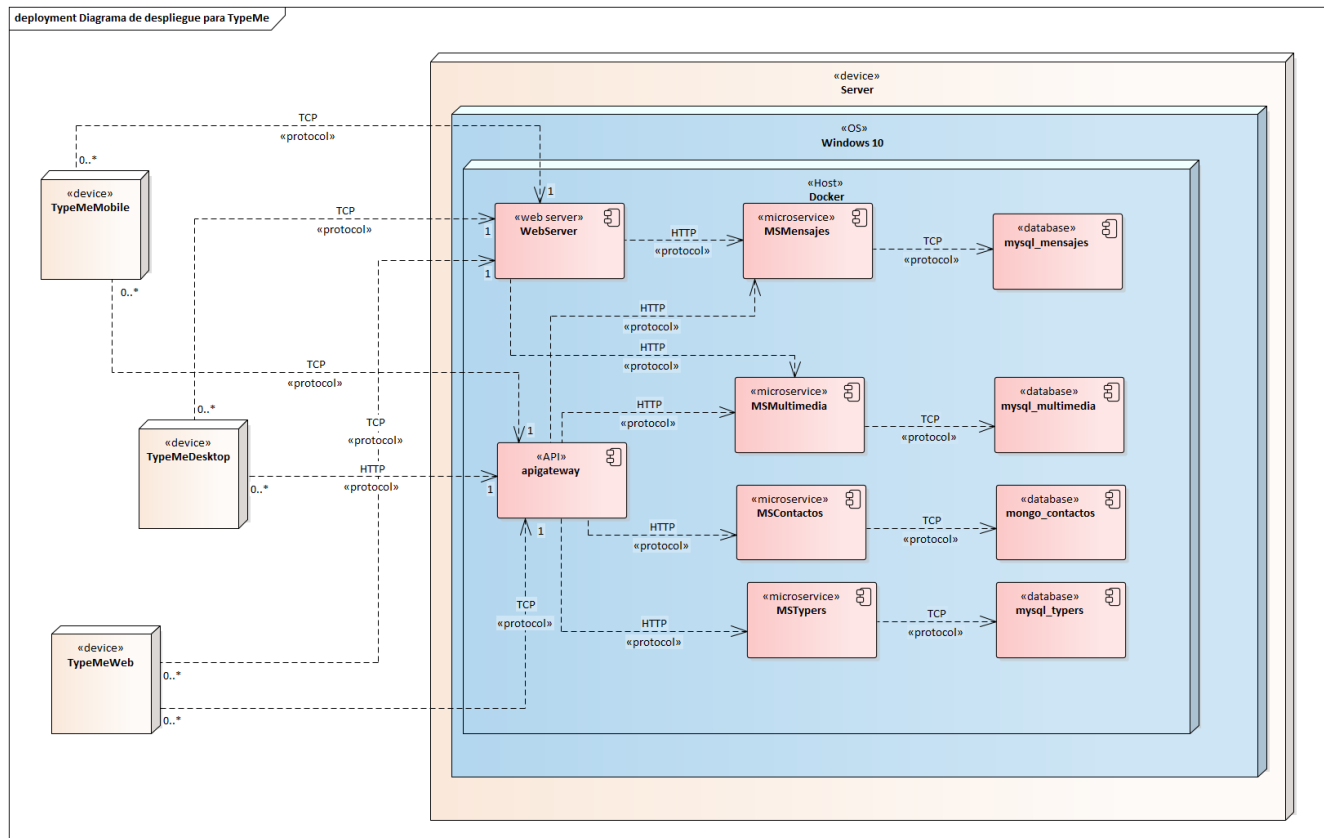 deployment Diagrama de despliegue para TypeMe
«device»
Server
«OS»
Windows 10
«Host»
Docker
TCP
«protocol»
0..*
1
«device»
TypeMeMobile
0..*
TCP
«protocol»
1
TCP
«protocol»
0..*
1
«device»
TypeMeDesktop
0..*
HTTP
«protocol»
1
TCP
«protocol»
0..*
1
«device»
TypeMeWeb
0..*
TCP
«protocol»
1
«web server»
WebServer
HTTP
«protocol»
«microservice»
MSMensajes
TCP
«protocol»
«database»
mysql_mensajes
HTTP
«protocol»
HTTP
«protocol»
«API»
apigateway
HTTP
«protocol»
«microservice»
MSMultimedia
TCP
«protocol»
«database»
mysql_multimedia
HTTP
«protocol»
«microservice»
MSContactos
TCP
«protocol»
«database»
mongo_contactos
HTTP
«protocol»
«microservice»
MSTypers
TCP
«protocol»
«database»
mysql_typers